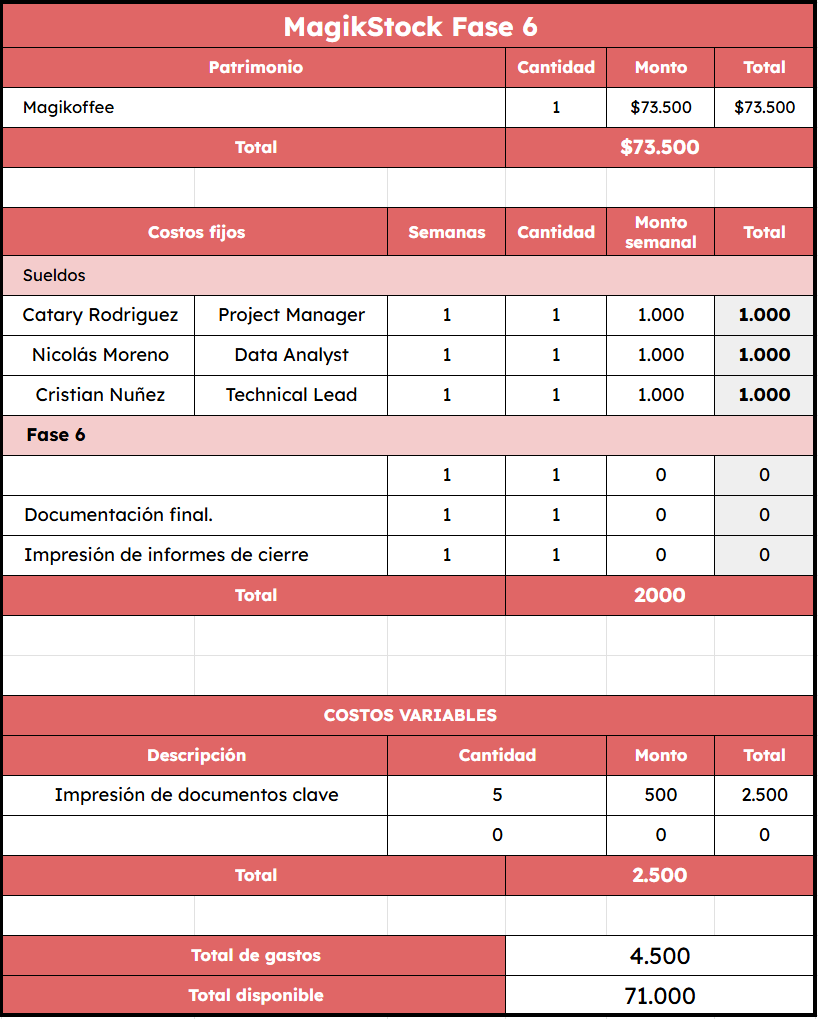 MagikStock Fase 6
Patrimonio Cantidad Monto Total
Magikoffee 1 $73.500 $73.500
Total $73.500
Costos fijos Semanas Cantidad Monto semanal Total
Sueldos
Catary Rodriguez Project Manager 1 1 1.000 1.000
Nicolás Moreno Data Analyst 1 1 1.000 1.000
Cristian Nuñez Technical Lead 1 1 1.000 1.000
Fase 6
1 1 0 0
Documentación final. 1 1 0 0
Impresión de informes de cierre 1 1 0 0
Total 2000
COSTOS VARIABLES
Descripción Cantidad Monto Total
Impresión de documentos clave 5 500 2.500
0 0 0
Total 2.500
Total de gastos 4.500
Total disponible 71.000